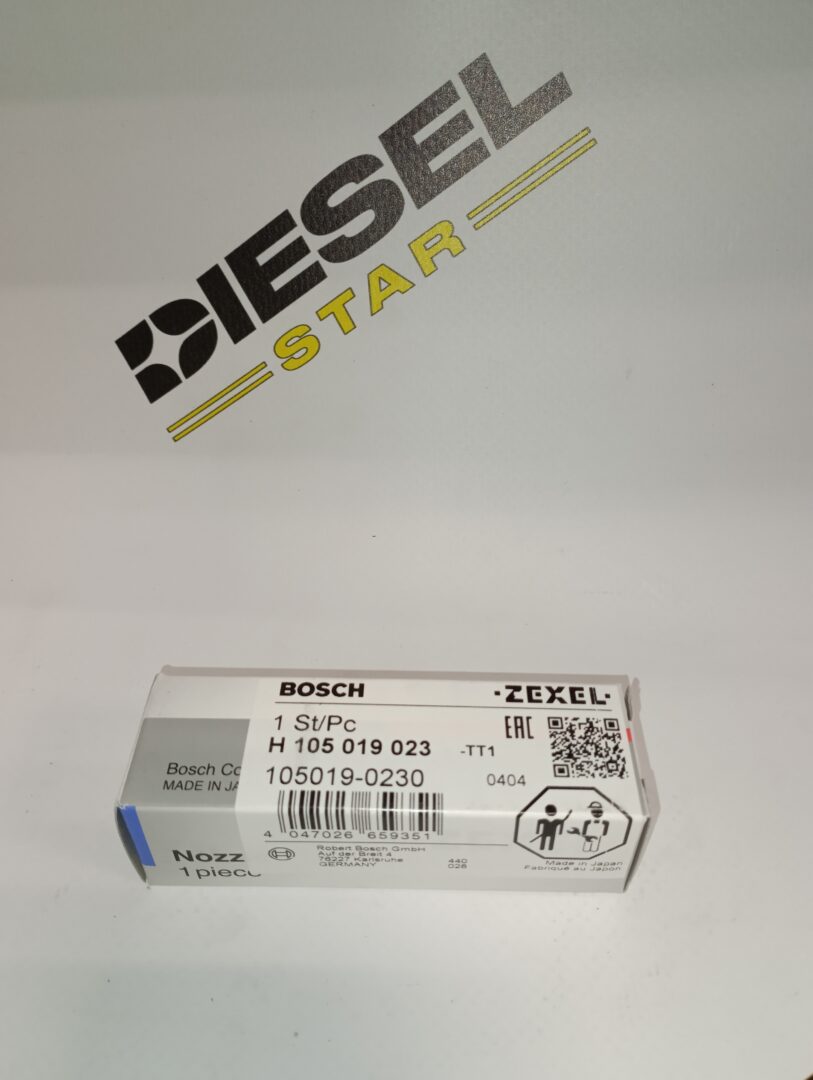 DIESEL
STAR
BOSCH
·ZEXEL·
1 St/Pc
EAC
H 105 019 023 -TT1
105019-0230 0404
Bosch Co
MADE IN JA
4 047026 659351
Nozz
1 piec
Robert Bosch GmbH
Auf der Breit 4
76227 Karlsruhe
GERMANY
440
028
Made in Japan
Fabriqué au Japon